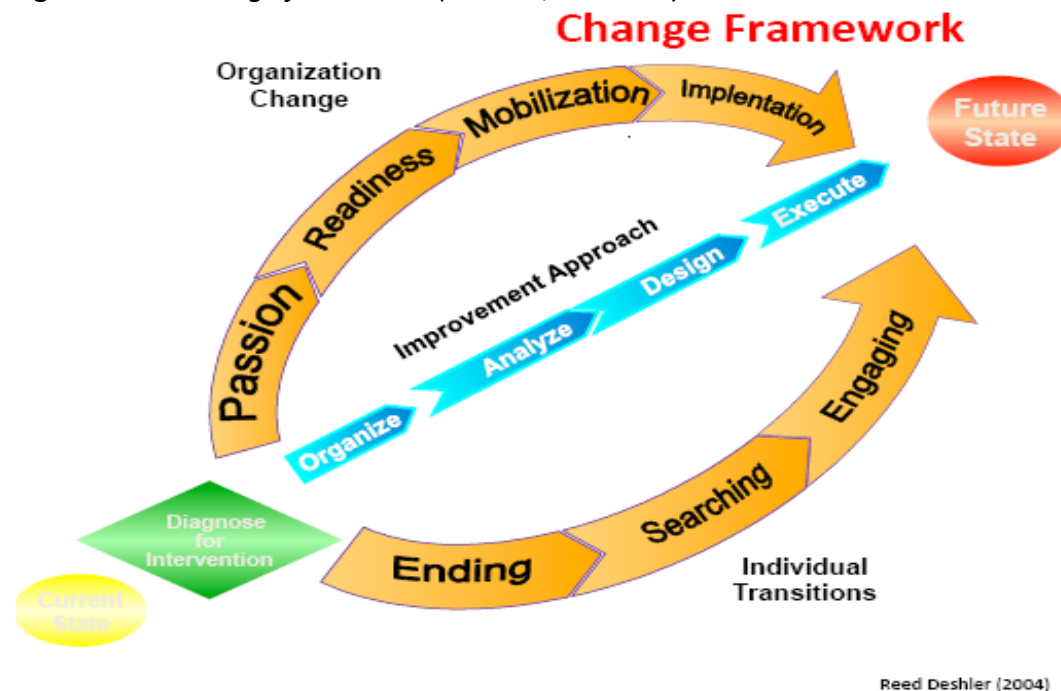 Change Framework
Organization
Change
Mobilization
Implentation
Future
State
Readiness
Passion
Improvement Approach
Execute
Design
Analyze
Organize
Engaging
Searching
Ending
Diagnose
for
Intervention
Current
State
Individual
Transitions
Reed Deshler (2004)